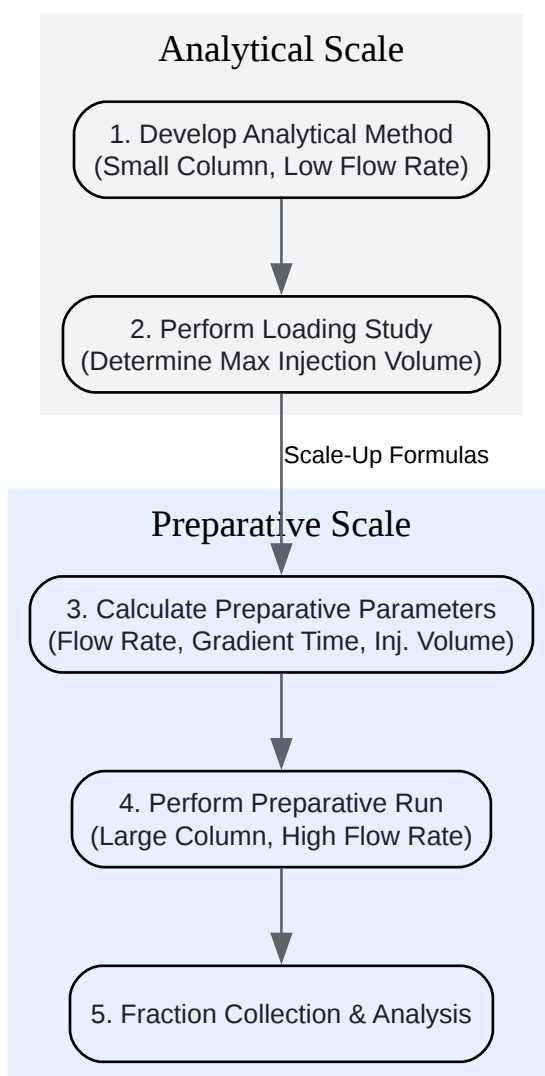 Analytical Scale
1. Develop Analytical Method
(Small Column, Low Flow Rate)
2. Perform Loading Study
(Determine Max Injection Volume)
Scale-Up Formulas
Preparative Scale
3. Calculate Preparative Parameters
(Flow Rate, Gradient Time, Inj. Volume)
4. Perform Preparative Run
(Large Column, High Flow Rate)
5. Fraction Collection & Analysis